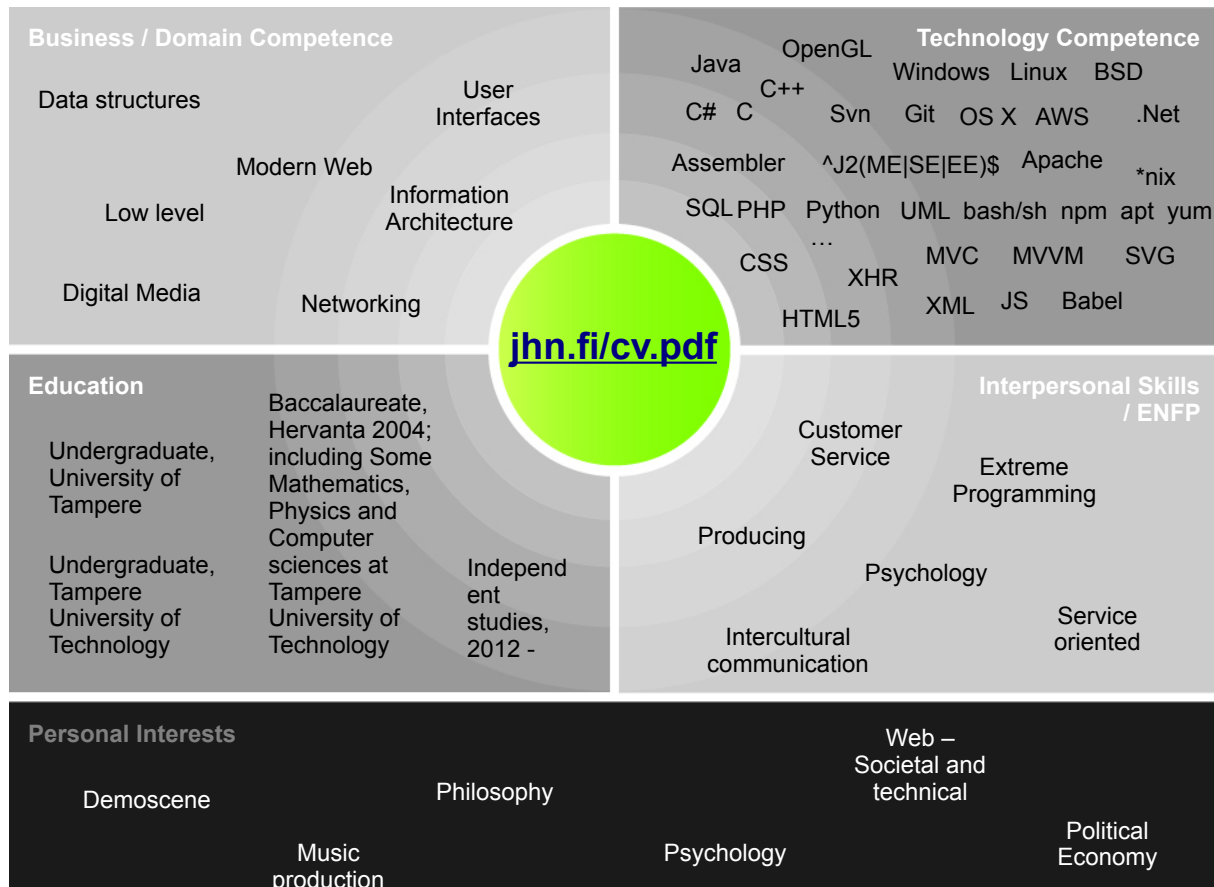 Business / Domain Competence
Data structures
User
Interfaces
Modern Web
Information
Architecture
Low level
Digital Media
Networking
Technology Competence
OpenGL
Java
Windows Linux BSD
C++
C# C Svn Git OS X AWS .Net
Assembler ^J2(ME|SE|EE)$ Apache
*nix
SQL PHP Python UML bash/sh npm apt yum
…
CSS MVC MVVM SVG
XHR
XML JS Babel
HTML5
jhn.fi/cv.pdf
Education
Undergraduate,
University of
Tampere
Undergraduate,
Tampere
University of
Technology
Baccalaureate,
Hervanta 2004;
including Some
Mathematics,
Physics and
Computer
sciences at
Tampere
University of
Technology
Independ
ent
studies,
2012 -
Interpersonal Skills
/ ENFP
Customer
Service
Extreme
Programming
Producing
Psychology
Service
oriented
Intercultural
communication
Personal Interests
Demoscene
Music
production
Philosophy
Psychology
Web –
Societal and
technical
Political
Economy